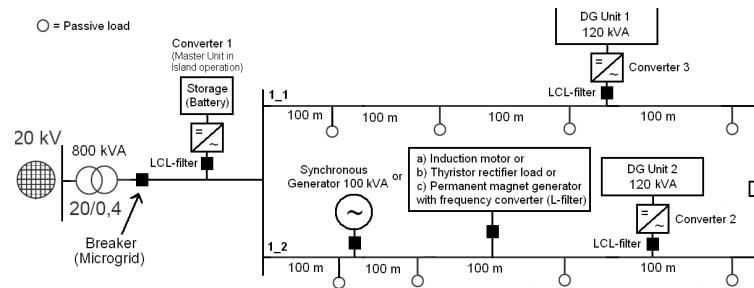 = Passive load
Converter 1
(Master Unit in
Island operation)
Storage
(Battery)
=
~
LCL-filter
20 kV
800 kVA
20/0,4
Breaker
(Microgrid)
DG Unit 1
120 kVA
=
~
Converter 3
LCL-filter
1_1
100 m
100 m
100 m
100 m
100 m
Synchronous
Generator 100 kVA
or
~
a) Induction motor or
b) Thyristor rectifier load or
c) Permanent magnet generator
with frequency converter (L-filter)
DG Unit 2
120 kVA
=
~
Converter 2
LCL-filter
1_2
100 m
100 m
100 m
100 m
100 m